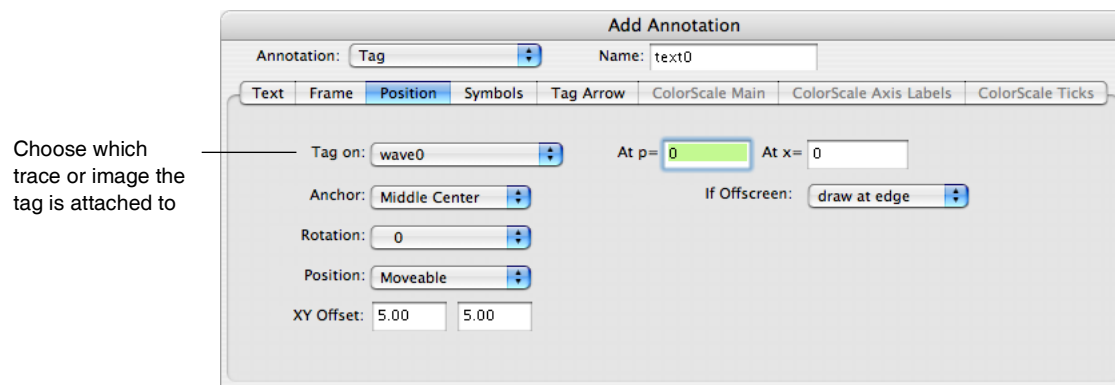 Add Annotation
Annotation: Tag Name: text0
Text Frame Position Symbols Tag Arrow ColorScale Main ColorScale Axis Labels ColorScale Ticks
Choose which
trace or image the
tag is attached to
Tag on: wave0 At p= 0 At x= 0
Anchor: Middle Center If Offscreen: draw at edge
Rotation: 0
Position: Moveable
XY Offset: 5.00 5.00